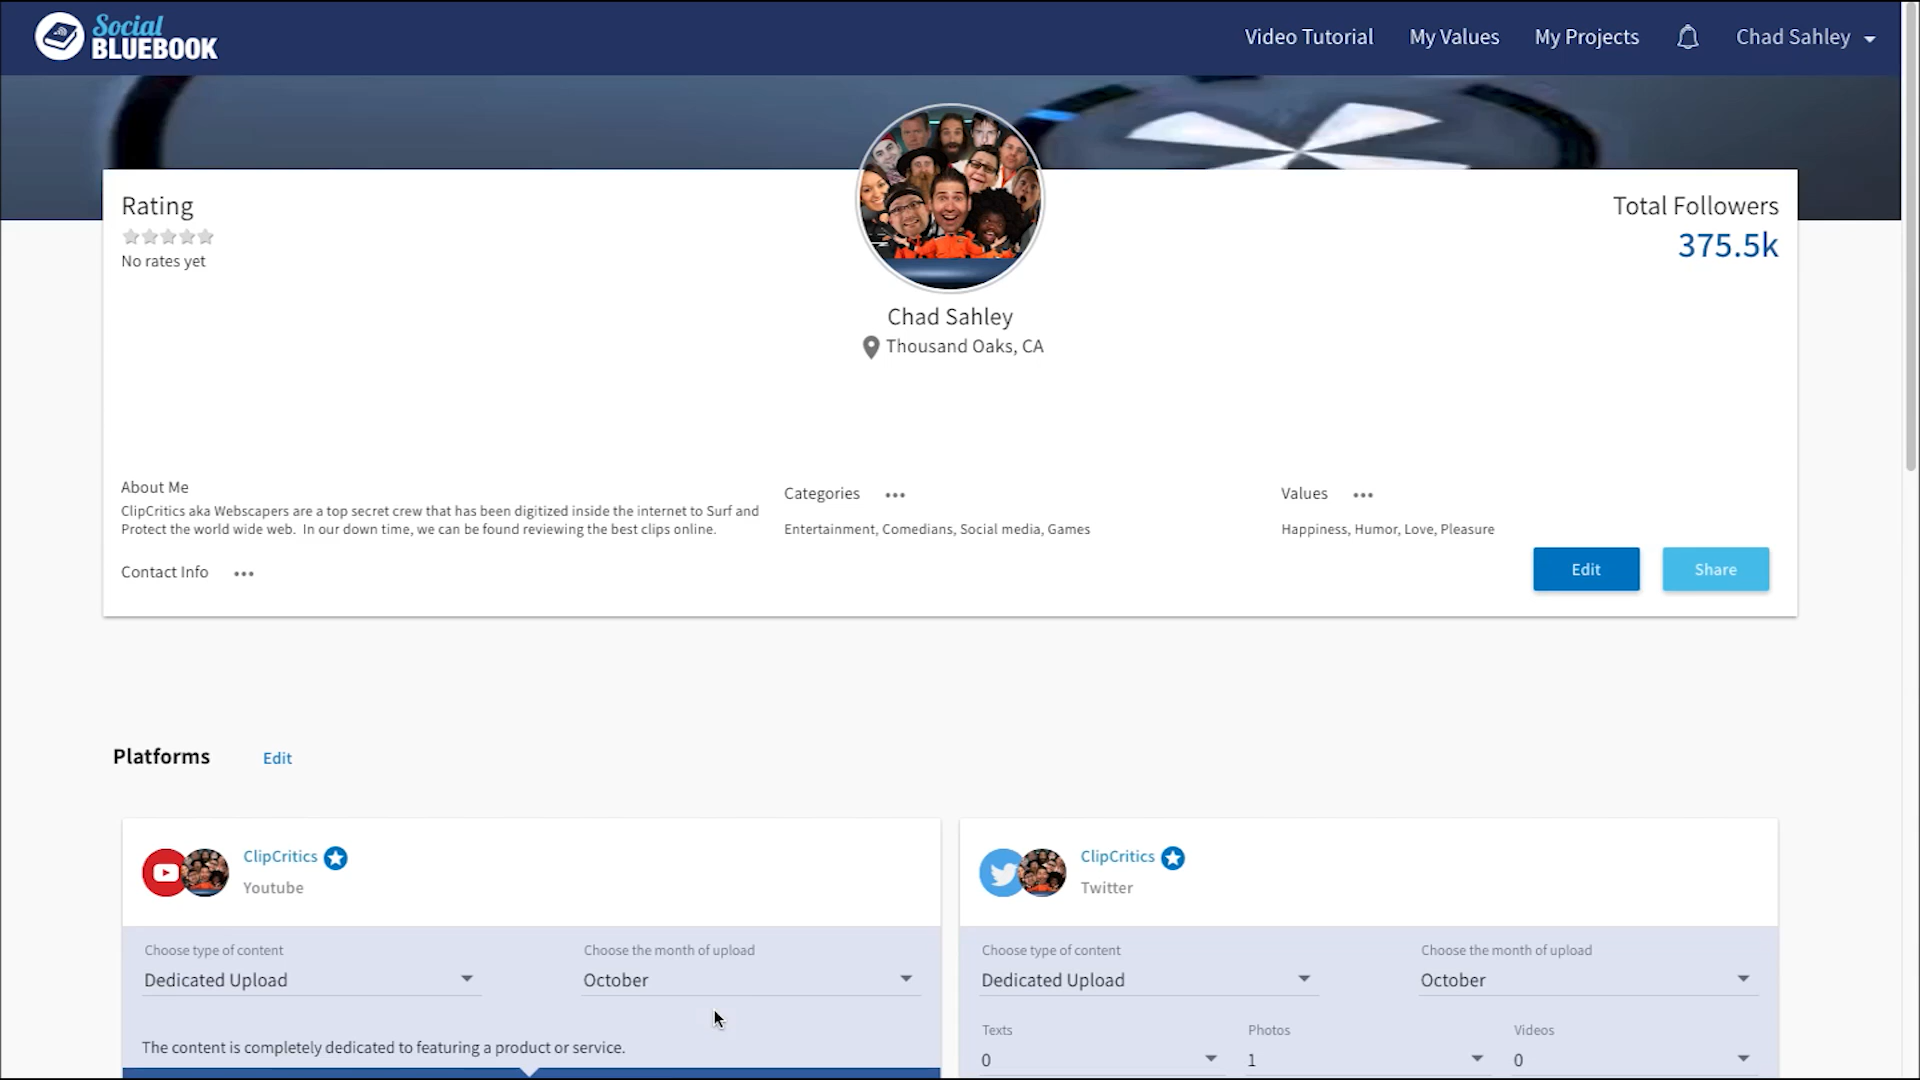 Social
BLUEBOOK
Video Tutorial
My Values
My Projects
Chad Sahley
Rating
No rates yet
Total Followers
375.5k
Chad Sahley
Thousand Oaks, CA
About Me
ClipCritics aka Webscapers are a top secret crew that has been digitized inside the internet to Surf and
Protect the world wide web. In our down time, we can be found reviewing the best clips online.
Contact Info •••
Categories •••
Entertainment, Comedians, Social media, Games
Values •••
Happiness, Humor, Love, Pleasure
Edit
Share
Platforms
Edit
ClipCritics
Youtube
Choose type of content
Dedicated Upload
Choose the month of upload
October
The content is completely dedicated to featuring a product or service.
ClipCritics
Twitter
Choose type of content
Dedicated Upload
Choose the month of upload
October
Texts
0
Photos
1
Videos
0